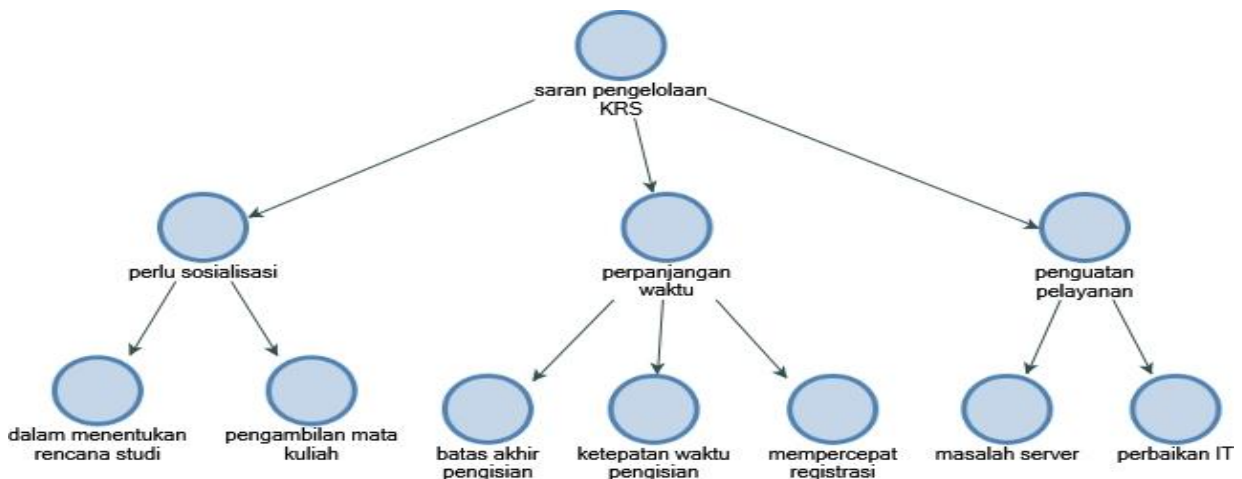 saran pengelolaan
KRS
perlu sosialisasi
perpanjangan
waktu
penguatan
pelayanan
dalam menentukan
rencana studi
pengambilan mata
kuliah
batas akhir
pengisian
ketepatan waktu
pengisian
mempercepat
registrasi
masalah server
perbaikan IT